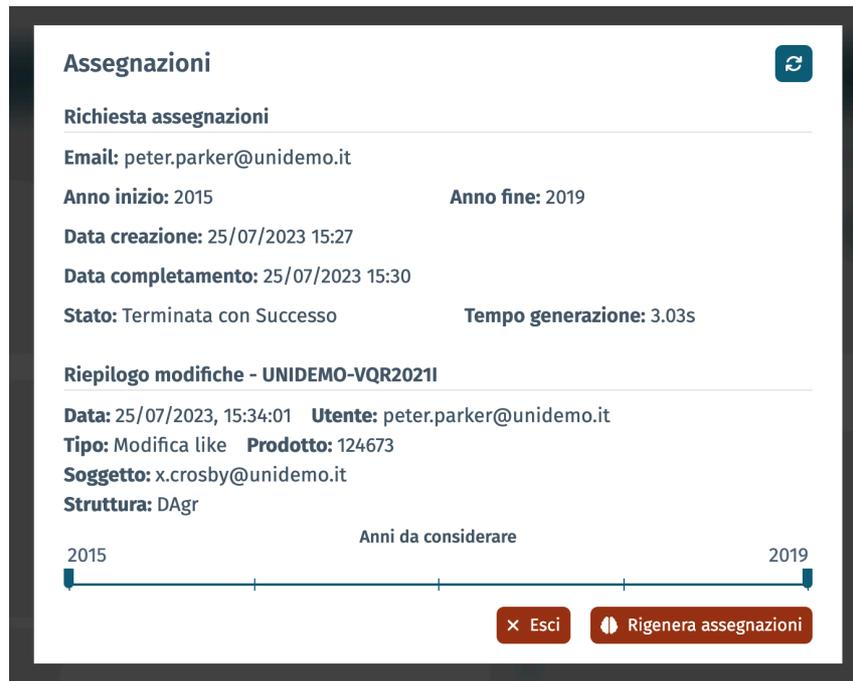 Assegnazioni
Richiesta assegnazioni
Email: peter.parker@unidemo.it
Anno inizio: 2015 Anno fine: 2019
Data creazione: 25/07/2023 15:27
Data completamento: 25/07/2023 15:30
Stato: Terminata con Successo Tempo generazione: 3.03s
Riepilogo modifiche - UNIDEMO-VQR2021I
Data: 25/07/2023, 15:34:01 Utente: peter.parker@unidemo.it
Tipo: Modifica like Prodotto: 124673
Soggetto: x.crosby@unidemo.it
Struttura: DAgr
Anni da considerare
2015 2019
Esci Rigenera assegnazioni